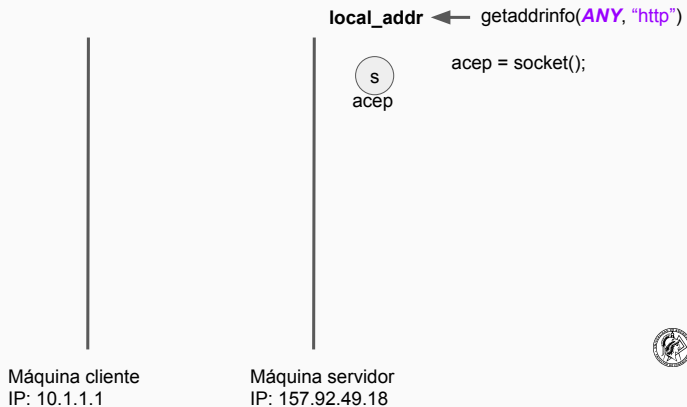 local_addr getaddrinfo(ANY, “http”)
s acep = socket();
acep
Máquina cliente Máquina servidor
IP: 10.1.1.1 IP: 157.92.49.18